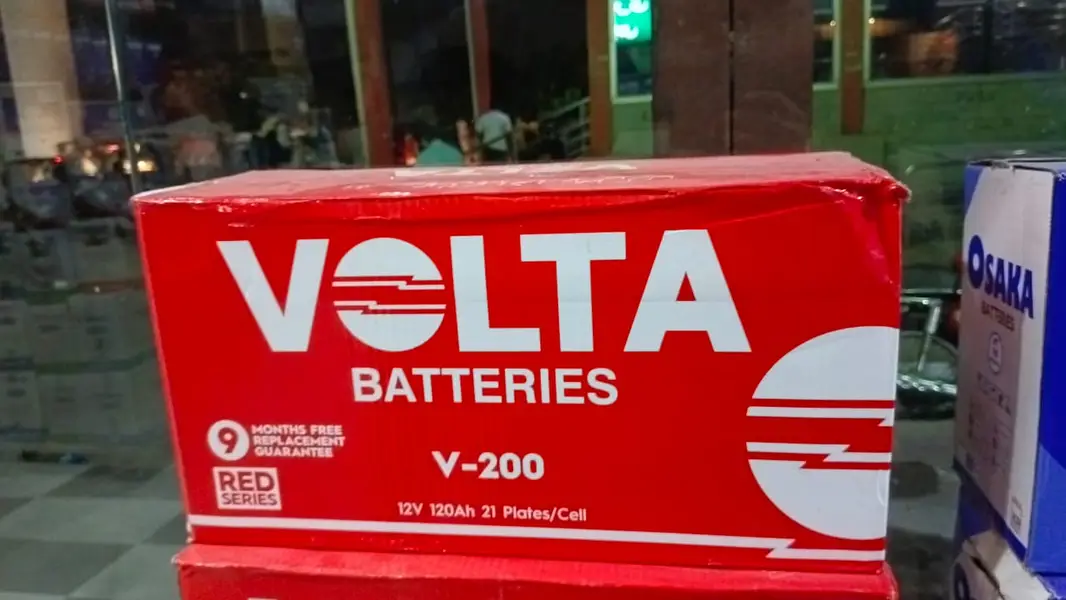 VOLTA
BATTERIES
9 MONTHS FREE
REPLACEMENT
GUARANTEE
RED
SERIES
V-200
12V 120Ah 21 Plates/Cell
OSAKA
BATTERIES